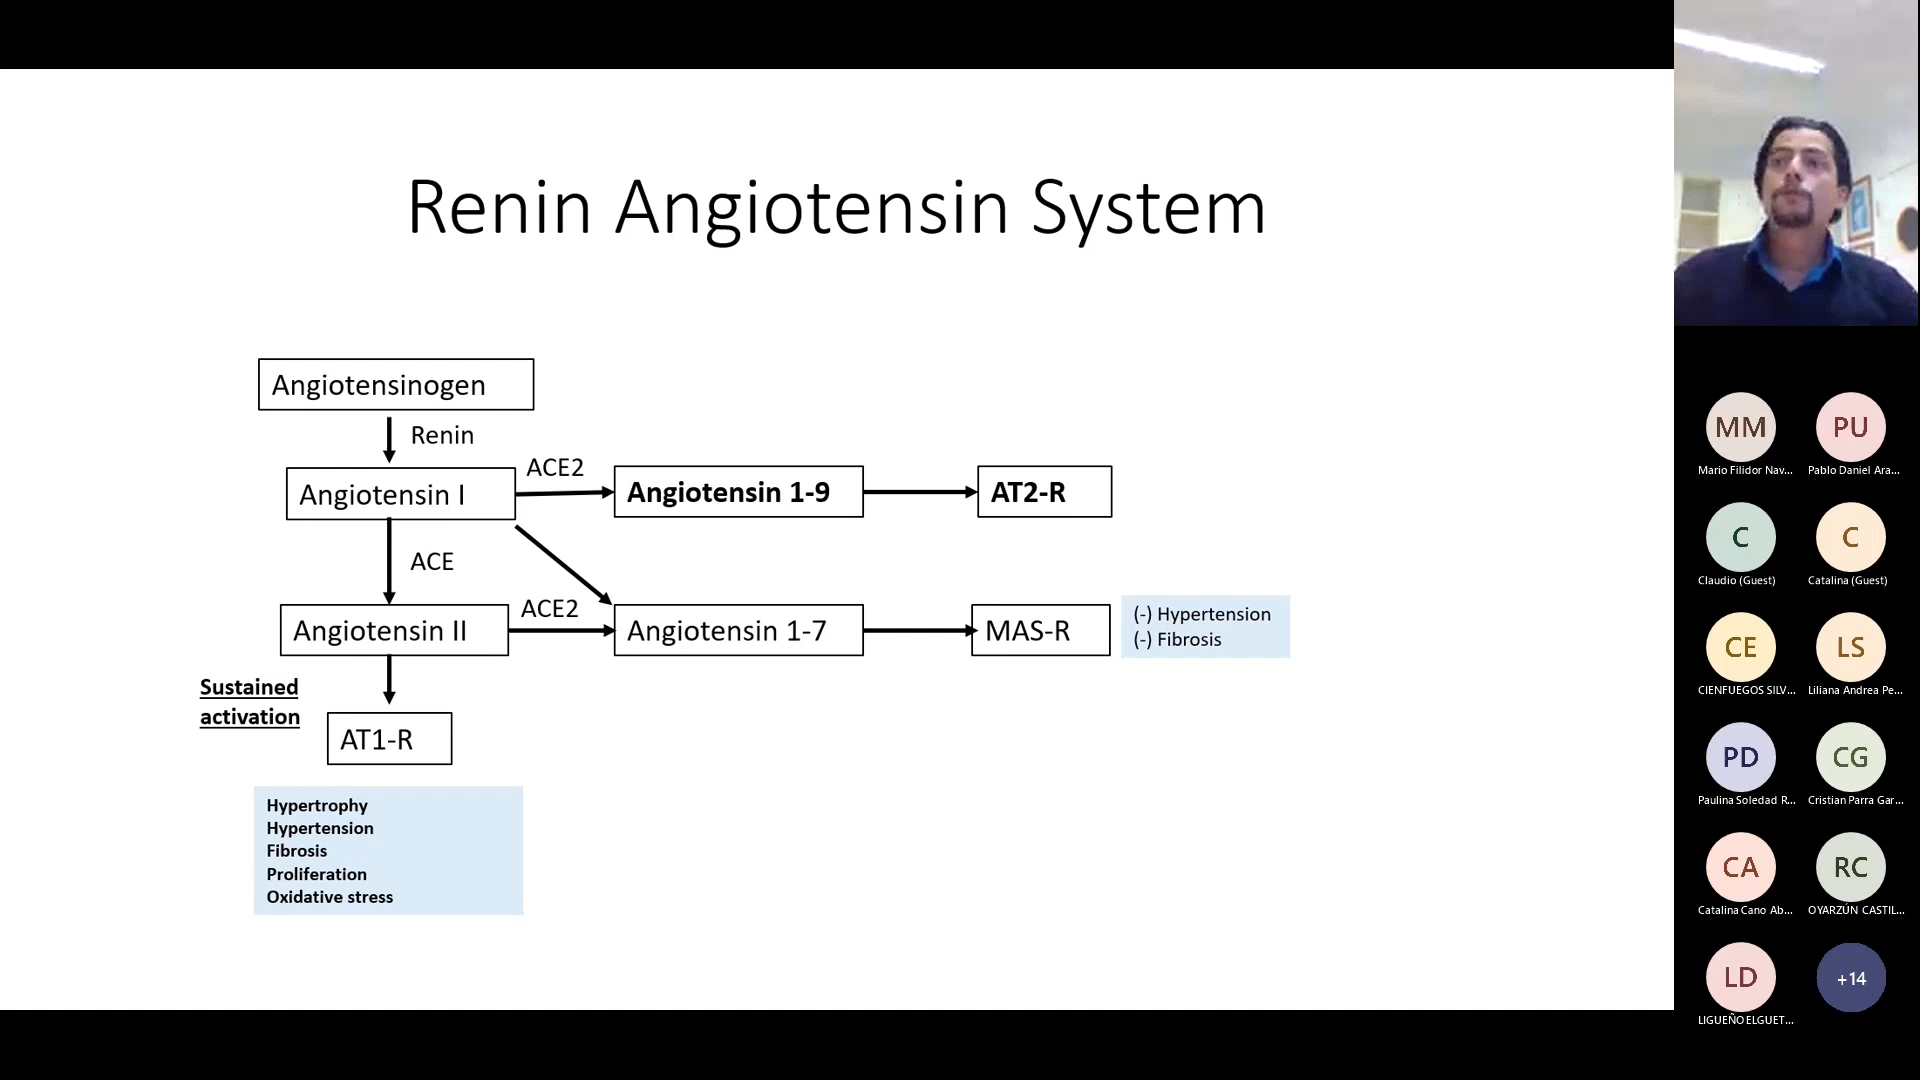 Renin Angiotensin System
Angiotensinogen
Renin
ACE2
Angiotensin I
Angiotensin 1-9
AT2-R
ACE
ACE2
Angiotensin II
Angiotensin 1-7
MAS-R
(-) Hypertension
(-) Fibrosis
Sustained
activation
AT1-R
Hypertrophy
Hypertension
Fibrosis
Proliferation
Oxidative stress
MM
PU
Mario Filidor Nav...
Pablo Daniel Ara...
C
C
Claudio (Guest)
Catalina (Guest)
CE
LS
CIENFUEGOS SILV...
Liliana Andrea Pe...
PD
CG
Paulina Soledad R...
Cristian Parra Gar...
CA
RC
Catalina Cano Ab...
OYARZÚN CASTIL...
LD
+14
LIGUEÑO ELGUET...